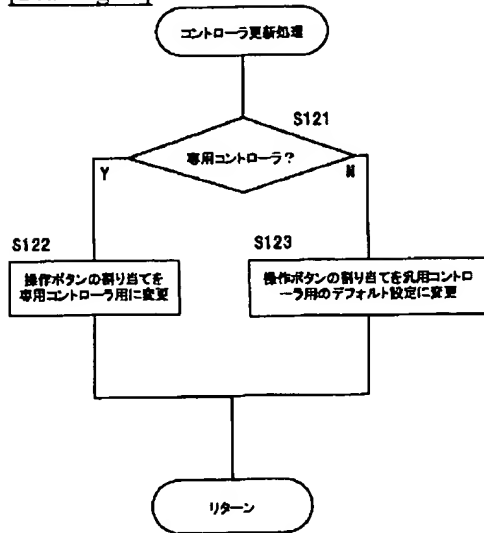 コントローラ更新処理
S121
専用コントローラ?
Y
N
S122
操作ボタンの割り当てを
専用コントローラ用に変更
S123
操作ボタンの割り当てを汎用コントロ
ーラ用のデフォルト設定に変更
リターン